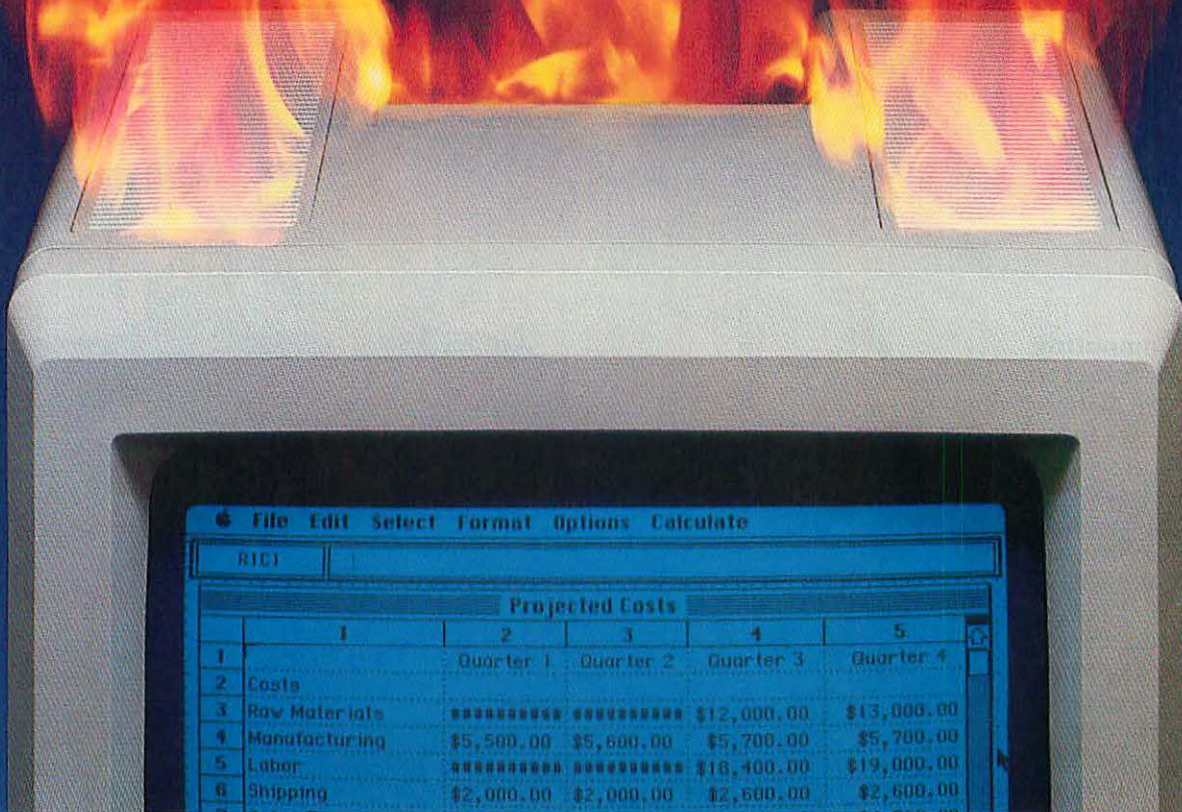 File Edit Select Format Options Calculate
R1C1
Projected Costs
1 2 3 4 5
1 Quarter 1 Quarter 2 Quarter 3 Quarter 4
2 Costs
3 Raw Materials ########## ########## $12,000.00 $13,000.00
4 Manufacturing $5,500.00 $5,600.00 $5,700.00 $5,700.00
5 Labor ########## ########## $18,400.00 $19,000.00
6 Shipping $2,000.00 $2,000.00 $2,600.00 $2,600.00